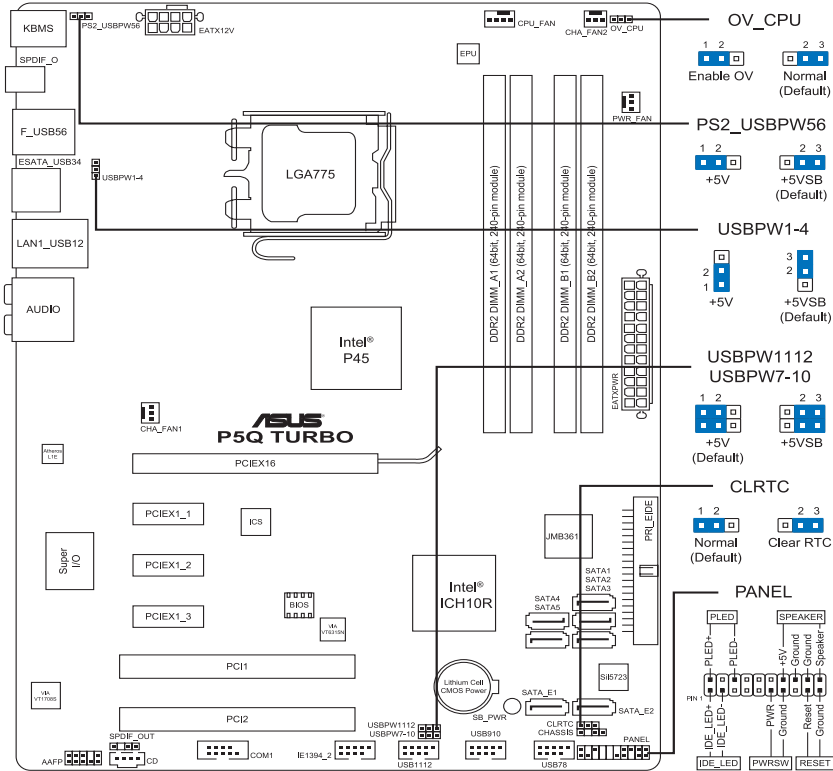 KBMS
PS2_USBPW56
EATX12V
CPU_FAN
CHA_FAN2
OV_CPU
SPDIF_O
EPU
PWR_FAN
F_USB56
ESATA_USB34
USBPW1-4
LGA775
LAN1_USB12
AUDIO
DDR2 DIMM_A1 (64bit, 240-pin module)
DDR2 DIMM_A2 (64bit, 240-pin module)
DDR2 DIMM_B1 (64bit, 240-pin module)
DDR2 DIMM_B2 (64bit, 240-pin module)
EATXPWR
Intel®
P45
CHA_FAN1
ASUS
P5Q TURBO
Atheros
L1E
PCIEX16
PCIEX1_1
ICS
JMB361
PRI_EIDE
Super
I/O
PCIEX1_2
Intel®
ICH10R
SATA1
SATA2
SATA3
SATA4
SATA5
BIOS
PCIEX1_3
VIA
VT6315N
PCI1
Lithium Cell
CMOS Power
SiI5723
VIA
VT1708S
SATA_E1
SATA_E2
SB_PWR
PCI2
USBPW1112
USBPW7-10
CLRTC
CHASSIS
PANEL
SPDIF_OUT
AAFP
CD
COM1
IE1394_2
USB1112
USB910
USB78
OV_CPU
1 2
2 3
Enable OV
Normal
(Default)
PS2_USBPW56
1 2
2 3
+5V
+5VSB
(Default)
USBPW1-4
2
1
3
2
+5V
+5VSB
(Default)
USBPW1112
USBPW7-10
1 2
2 3
+5V
(Default)
+5VSB
CLRTC
1 2
2 3
Normal
(Default)
Clear RTC
PANEL
PLED
SPEAKER
PLED+
PLED-
+5V
Ground
Ground
Speaker-
PIN 1
IDE_LED+
IDE_LED-
PWR
Ground
Reset
Ground
IDE_LED
PWRSW
RESET